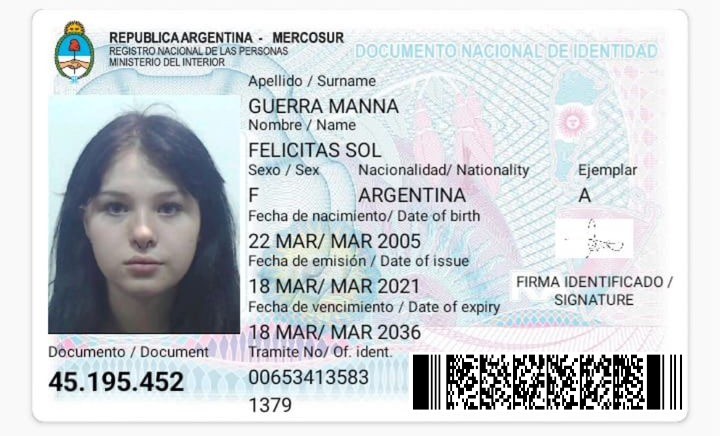 REPUBLICA ARGENTINA - MERCOSUR
REGISTRO NACIONAL DE LAS PERSONAS
MINISTERIO DEL INTERIOR
DOCUMENTO NACIONAL DE IDENTIDAD
Apellido / Surname
GUERRA MANNA
Nombre / Name
FELICITAS SOL
Sexo / Sex Nacionalidad/ Nationality Ejemplar
F ARGENTINA A
Fecha de nacimiento/ Date of birth
22 MAR/ MAR 2005
Fecha de emisión / Date of issue
18 MAR/ MAR 2021
FIRMA IDENTIFICADO /
SIGNATURE
Fecha de vencimiento / Date of expiry
18 MAR/ MAR 2036
Documento / Document
45.195.452
Tramite No/ Of. ident.
00653413583
1379